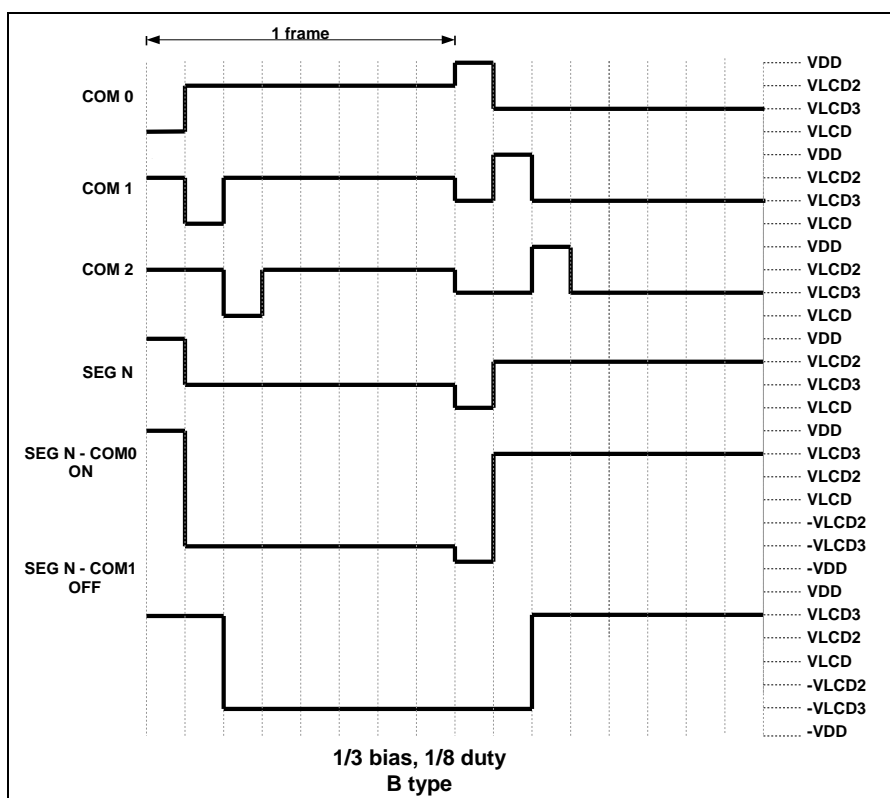 1 frame
VDD
VLCD2
COM 0
VLCD3
VLCD
VDD
VLCD2
COM 1
VLCD3
VLCD
VDD
VLCD2
COM 2
VLCD3
VLCD
VDD
VLCD2
SEG N
VLCD3
VLCD
VDD
SEG N - COM0
ON
VLCD3
VLCD2
VLCD
-VLCD2
-VLCD3
-VDD
SEG N - COM1
OFF
VDD
VLCD3
VLCD2
VLCD
-VLCD2
-VLCD3
-VDD
1/3 bias, 1/8 duty
B type